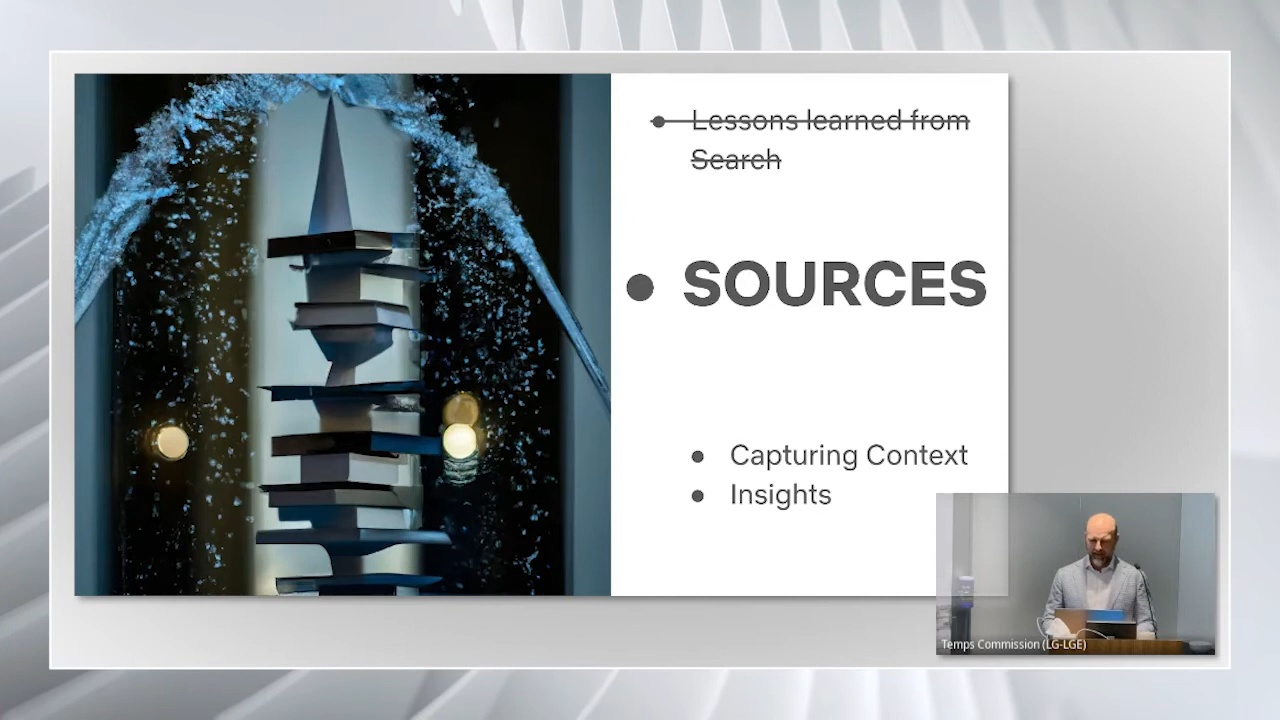 Lessons learned from
Search
SOURCES
Capturing Context
Insights
Temps Commission (LG-LGE)